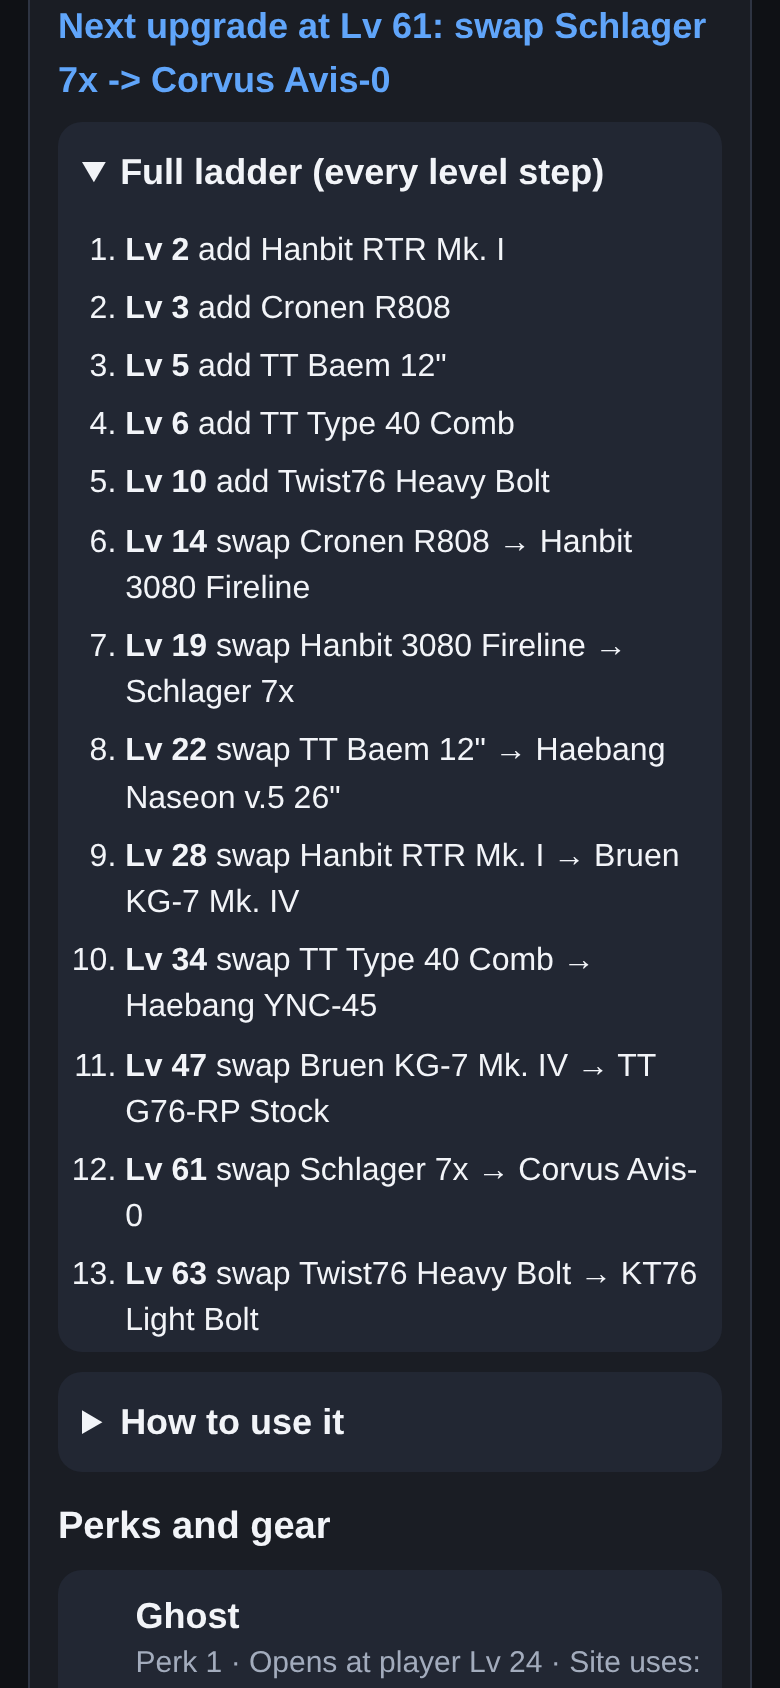 Next upgrade at Lv 61: swap Schlager
7x -> Corvus Avis-0
▼ Full ladder (every level step)
1. Lv 2 add Hanbit RTR Mk. I
2. Lv 3 add Cronen R808
3. Lv 5 add TT Baem 12"
4. Lv 6 add TT Type 40 Comb
5. Lv 10 add Twist76 Heavy Bolt
6. Lv 14 swap Cronen R808 → Hanbit
3080 Fireline
7. Lv 19 swap Hanbit 3080 Fireline →
Schlager 7x
8. Lv 22 swap TT Baem 12" → Haebang
Naseon v.5 26"
9. Lv 28 swap Hanbit RTR Mk. I → Bruen
KG-7 Mk. IV
10. Lv 34 swap TT Type 40 Comb →
Haebang YNC-45
11. Lv 47 swap Bruen KG-7 Mk. IV → TT
G76-RP Stock
12. Lv 61 swap Schlager 7x → Corvus Avis-
0
13. Lv 63 swap Twist76 Heavy Bolt → KT76
Light Bolt
▶ How to use it
Perks and gear
Ghost
Perk 1 · Opens at player Lv 24 · Site uses: